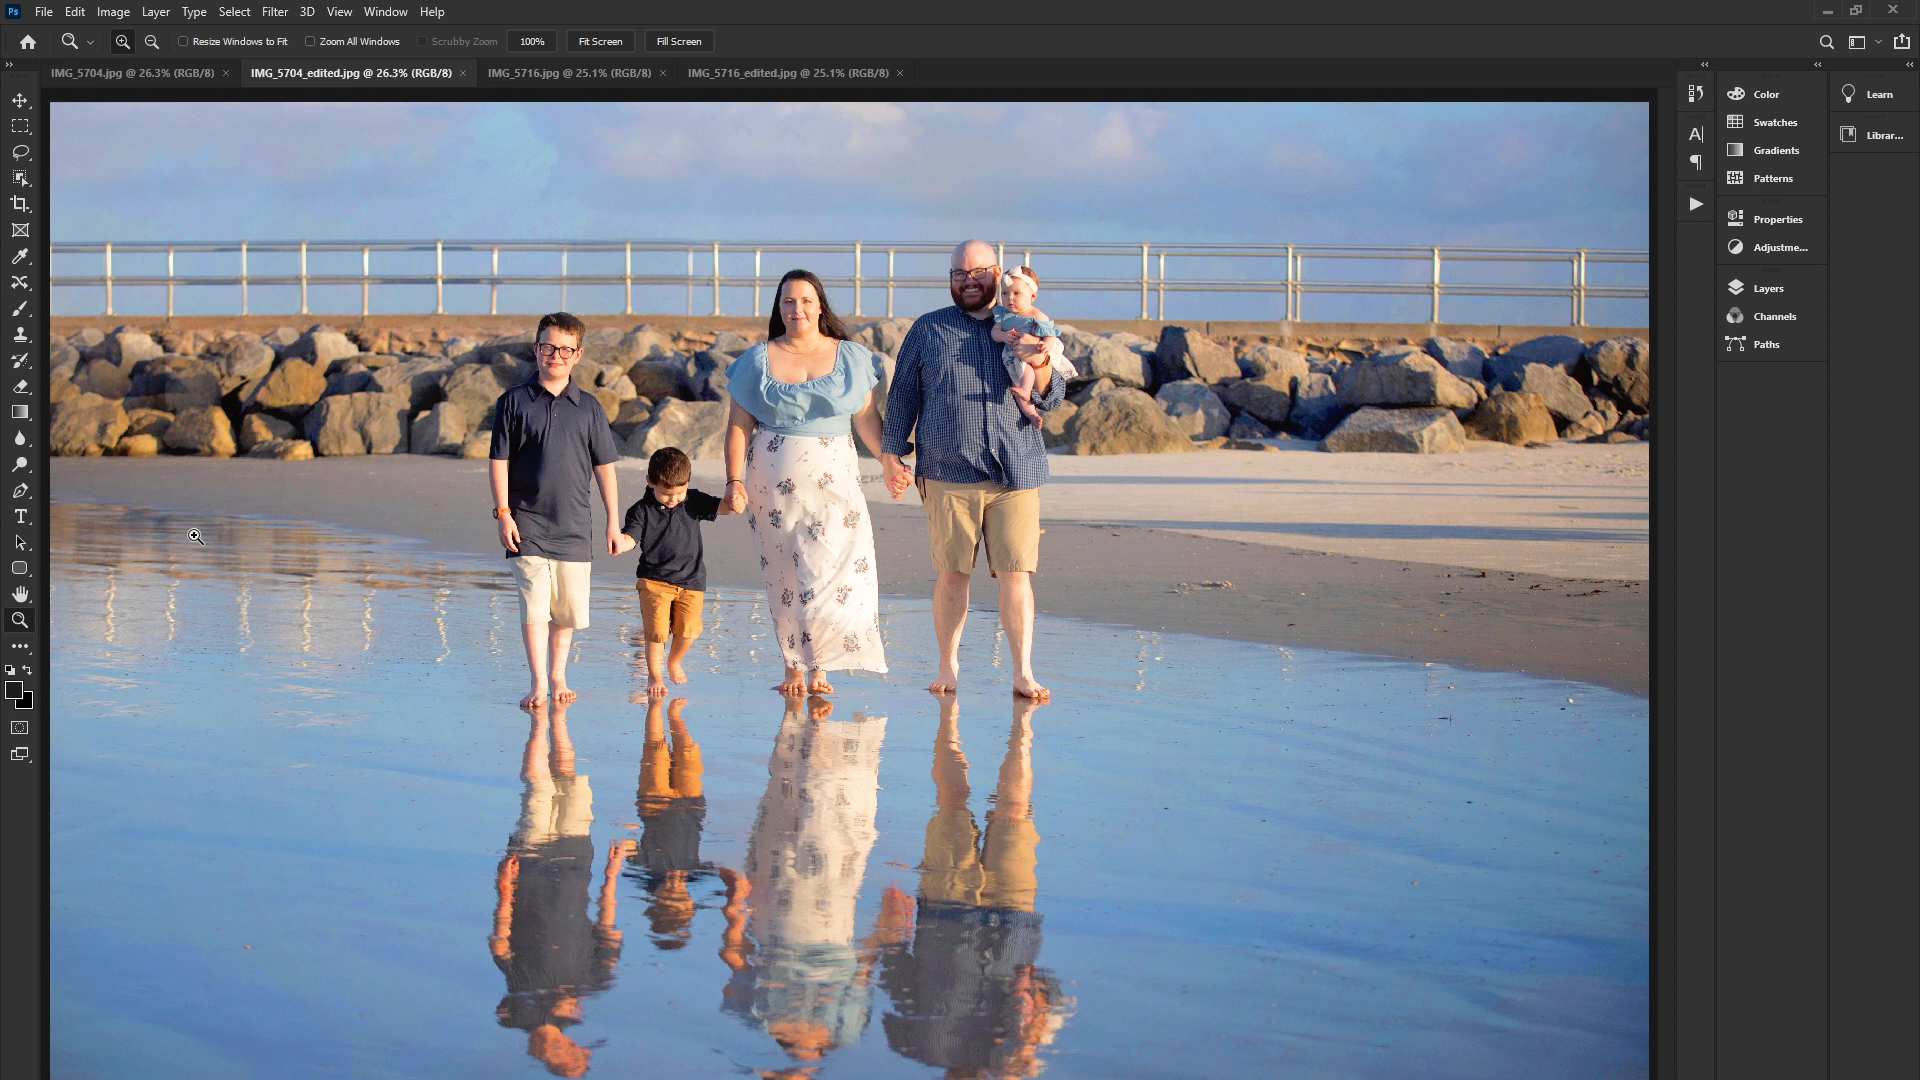 Ps File Edit Image Layer Type Select Filter 3D View Window Help
Resize Windows to Fit Zoom All Windows Scrubby Zoom 100% Fit Screen Fill Screen
IMG_5704.jpg @ 26.3% (RGB/8) × IMG_5704_edited.jpg @ 26.3% (RGB/8) × IMG_5716.jpg @ 25.1% (RGB/8) × IMG_5716_edited.jpg @ 25.1% (RGB/8) ×
Color
Swatches
Gradients
Patterns
Properties
Adjustme...
Layers
Channels
Paths
Learn
Librar...